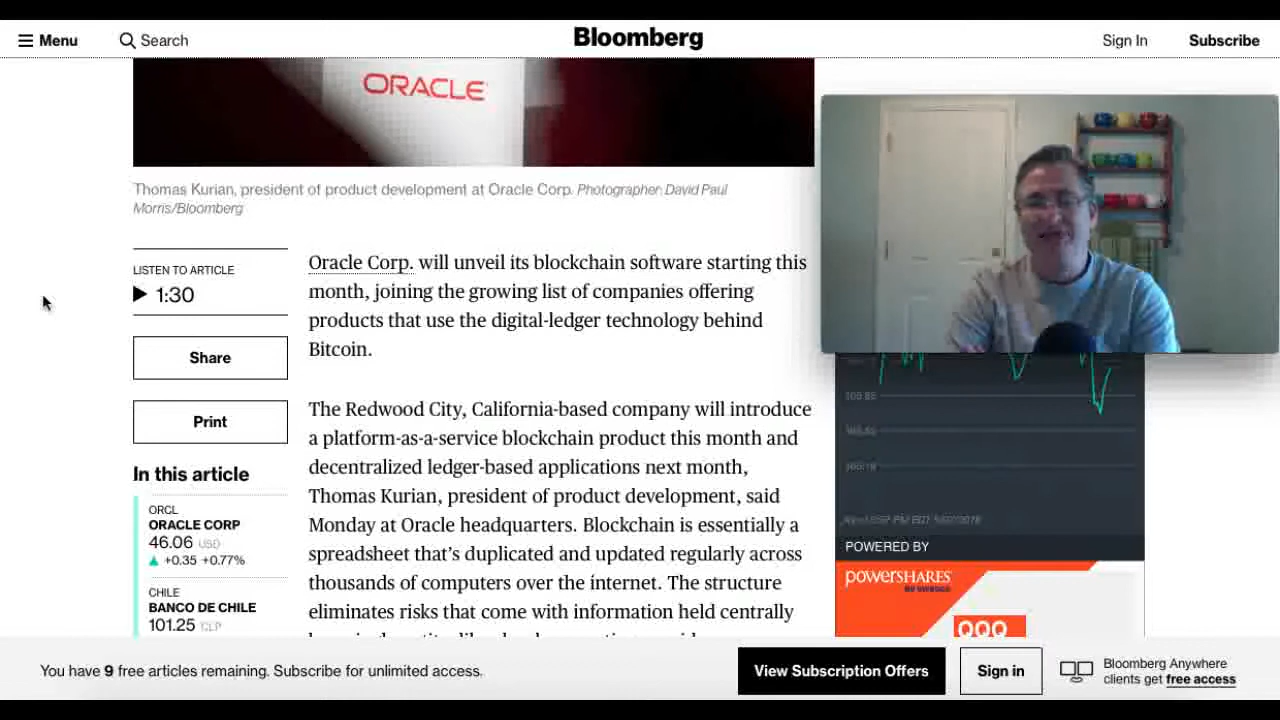 Menu
Search
Bloomberg
Sign In
Subscribe
ORACLE
Thomas Kurian, president of product development at Oracle Corp. Photographer: David Paul
Morris/Bloomberg
LISTEN TO ARTICLE
1:30
Share
Print
In this article
ORCL
ORACLE CORP
46.06 USD
+0.35 +0.77%
CHILE
BANCO DE CHILE
101.25 CLP
Oracle Corp. will unveil its blockchain software starting this
month, joining the growing list of companies offering
products that use the digital-ledger technology behind
Bitcoin.
The Redwood City, California-based company will introduce
a platform-as-a-service blockchain product this month and
decentralized ledger-based applications next month,
Thomas Kurian, president of product development, said
Monday at Oracle headquarters. Blockchain is essentially a
spreadsheet that's duplicated and updated regularly across
thousands of computers over the internet. The structure
eliminates risks that come with information held centrally
POWERED BY
POWERSHARES
BY INVESCO
QQQ
You have 9 free articles remaining. Subscribe for unlimited access.
View Subscription Offers
Sign in
Bloomberg Anywhere
clients get free access